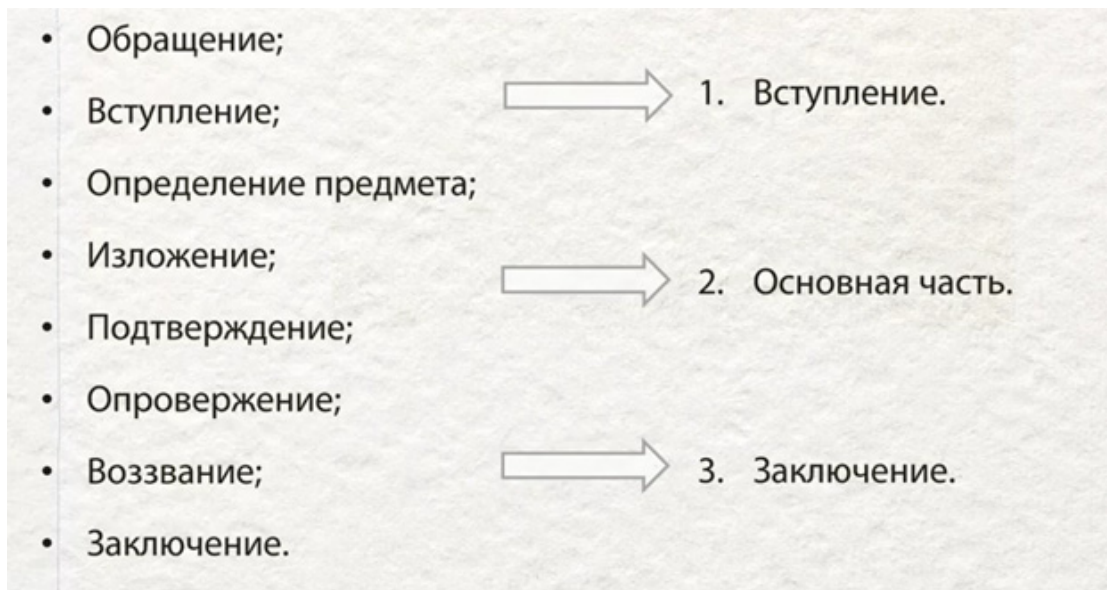 • Обращение;
• Вступление;
• Определение предмета;
• Изложение;
• Подтверждение;
• Опровержение;
• Воззвание;
• Заключение.
1. Вступление.
2. Основная часть.
3. Заключение.